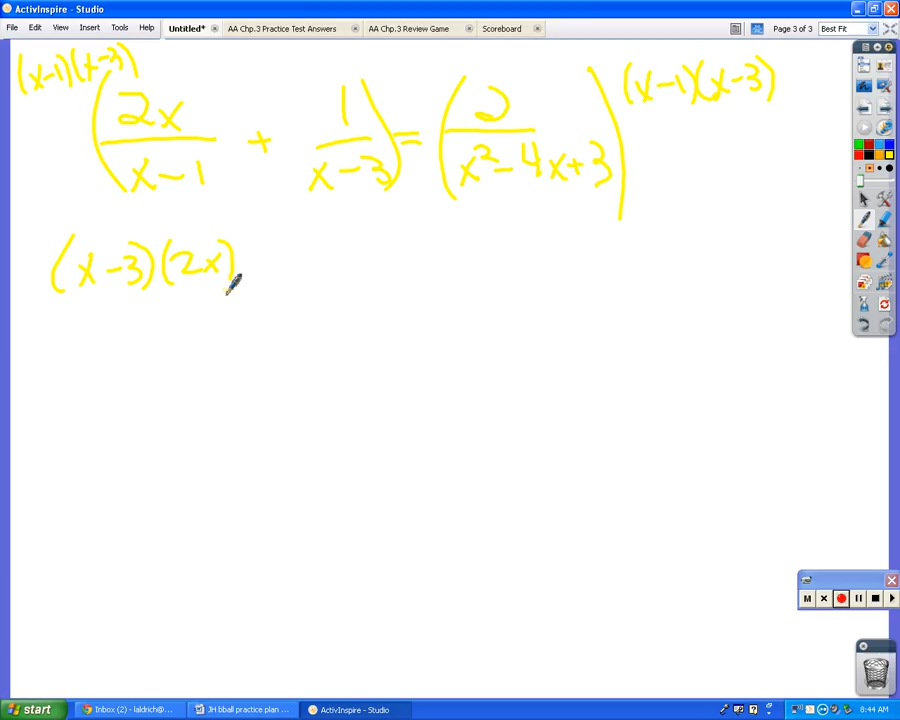 ActivInspire - Studio
File Edit View Insert Tools Help Untitled* AA Chp.3 Practice Test Answers AA Chp.3 Review Game Scoreboard Page 3 of 3 Best Fit
(x-1)(x-3) (2x/(x-1) + 1/(x-3)) = (2/(x²-4x+3)) (x-1)(x-3)
(x-3)(2x)
M
start Inbox (2) - laldrich@... JH bball practice plan ... ActivInspire - Studio 8:44 AM